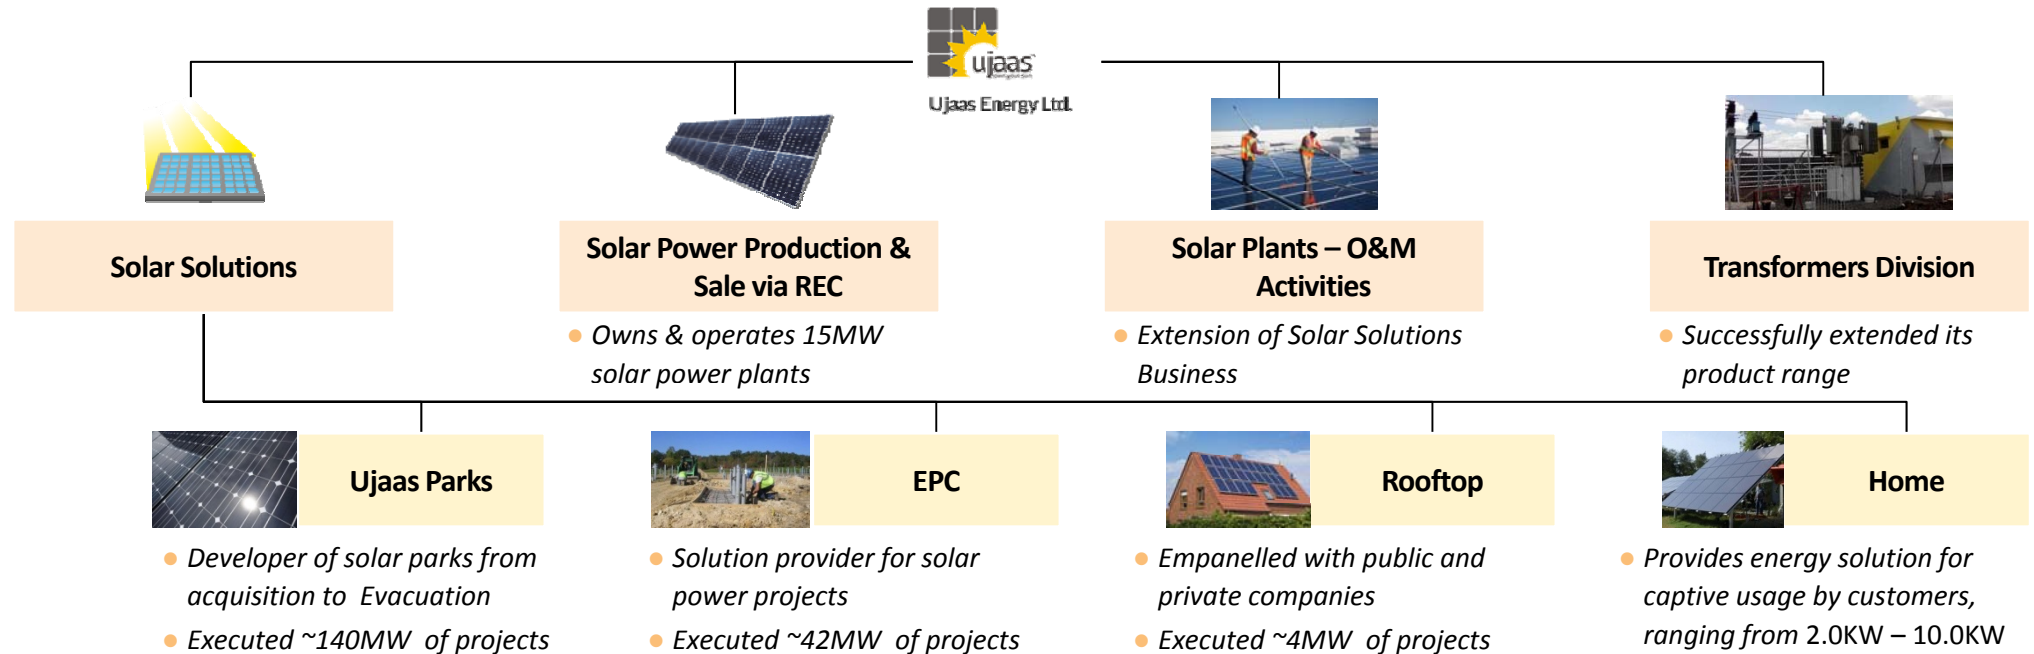 ujaas
Ujaas Energy Ltd.
Solar Solutions
Solar Power Production &
Sale via REC
Solar Plants – O&M
Activities
Transformers Division
Owns & operates 15MW
solar power plants
Extension of Solar Solutions
Business
Successfully extended its
product range
Ujaas Parks
EPC
Rooftop
Home
Developer of solar parks from
acquisition to Evacuation
Executed ~140MW of projects
Solution provider for solar
power projects
Executed ~42MW of projects
Empanelled with public and
private companies
Executed ~4MW of projects
Provides energy solution for
captive usage by customers,
ranging from 2.0KW – 10.0KW